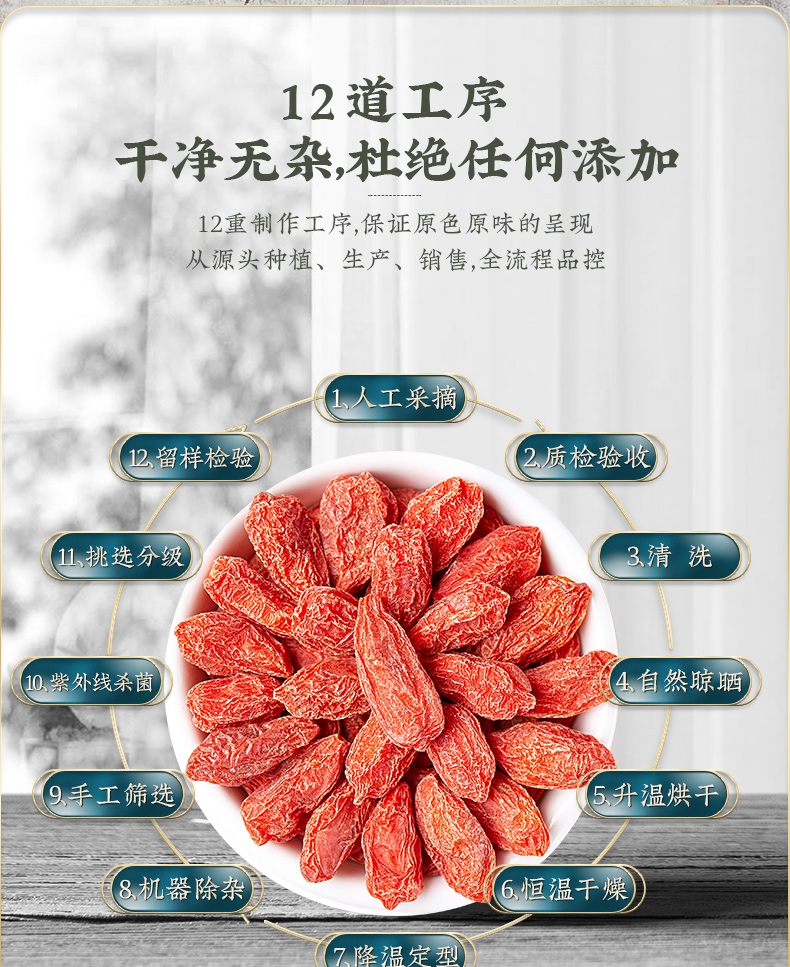 12道工序
干净无杂,杜绝任何添加
12重制作工序,保证原色原味的呈现
从源头种植、生产、销售,全流程品控
1、人工采摘
2、质检验收
3、清 洗
4、自然晾晒
5、升温烘干
6、恒温干燥
7、降温定型
8、机器除杂
9、手工筛选
10、紫外线杀菌
11、挑选分级
12、留样检验